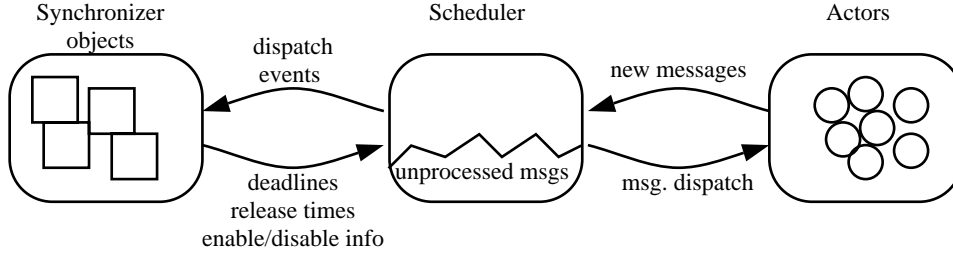 Synchronizer
objects
Scheduler
Actors
dispatch
events
new messages
unprocessed msgs
deadlines
release times
enable/disable info
msg. dispatch